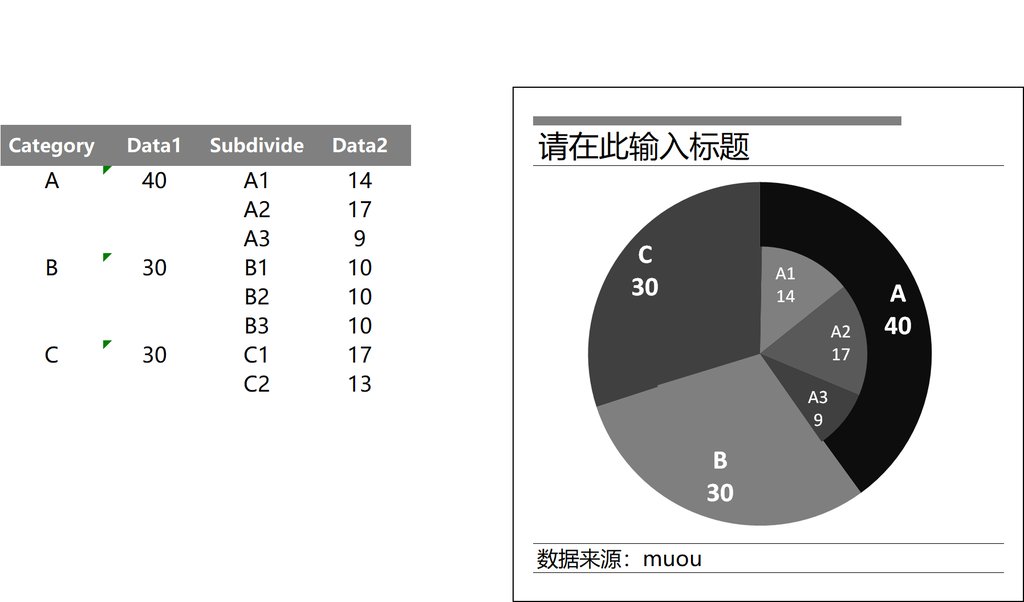 Category Data1 Subdivide Data2
A 40 A1 14
A2 17
A3 9
B 30 B1 10
B2 10
B3 10
C 30 C1 17
C2 13
请在此输入标题
C
30
A1
14
A
40
A2
17
A3
9
B
30
数据来源：muou